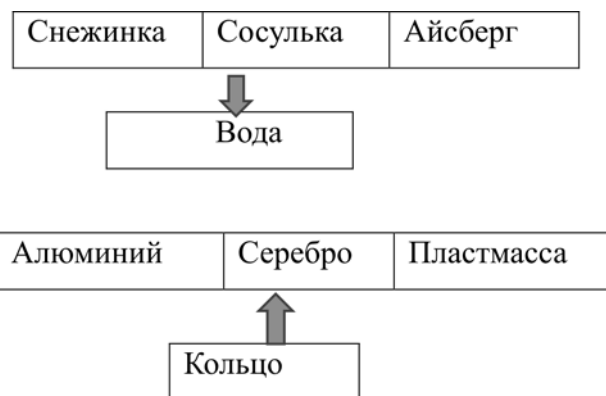 Снежинка Сосулька Айсберг
Вода
Алюминий Серебро Пластмасса
Кольцо